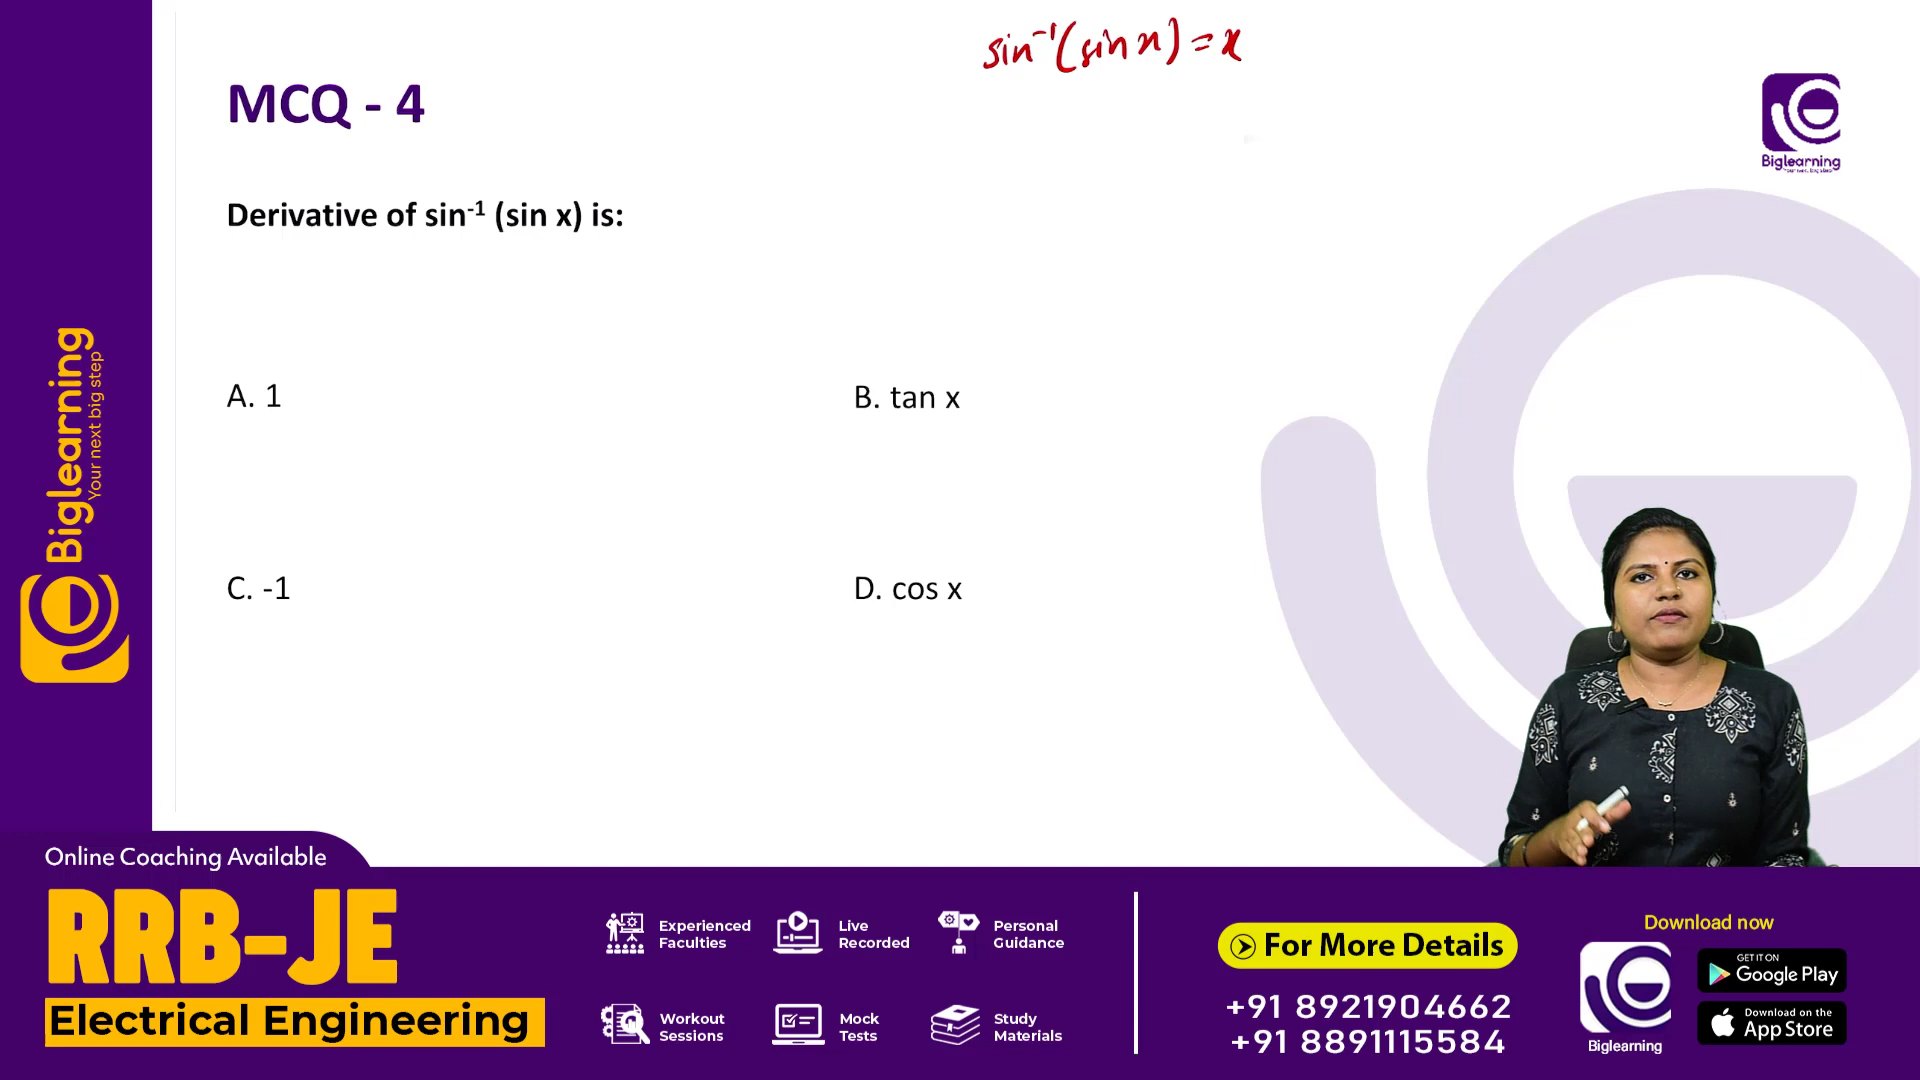 sin⁻¹(sin x) = x
MCQ - 4
Biglearning
Derivative of sin⁻¹ (sin x) is:
A. 1
B. tan x
C. -1
D. cos x
Biglearning
Your next big step
Online Coaching Available
RRB-JE
Electrical Engineering
Experienced
Faculties
Live
Recorded
Personal
Guidance
Workout
Sessions
Mock
Tests
Study
Materials
For More Details
+91 8921904662
+91 8891115584
Download now
Biglearning
GET IT ON
Google Play
Download on the
App Store